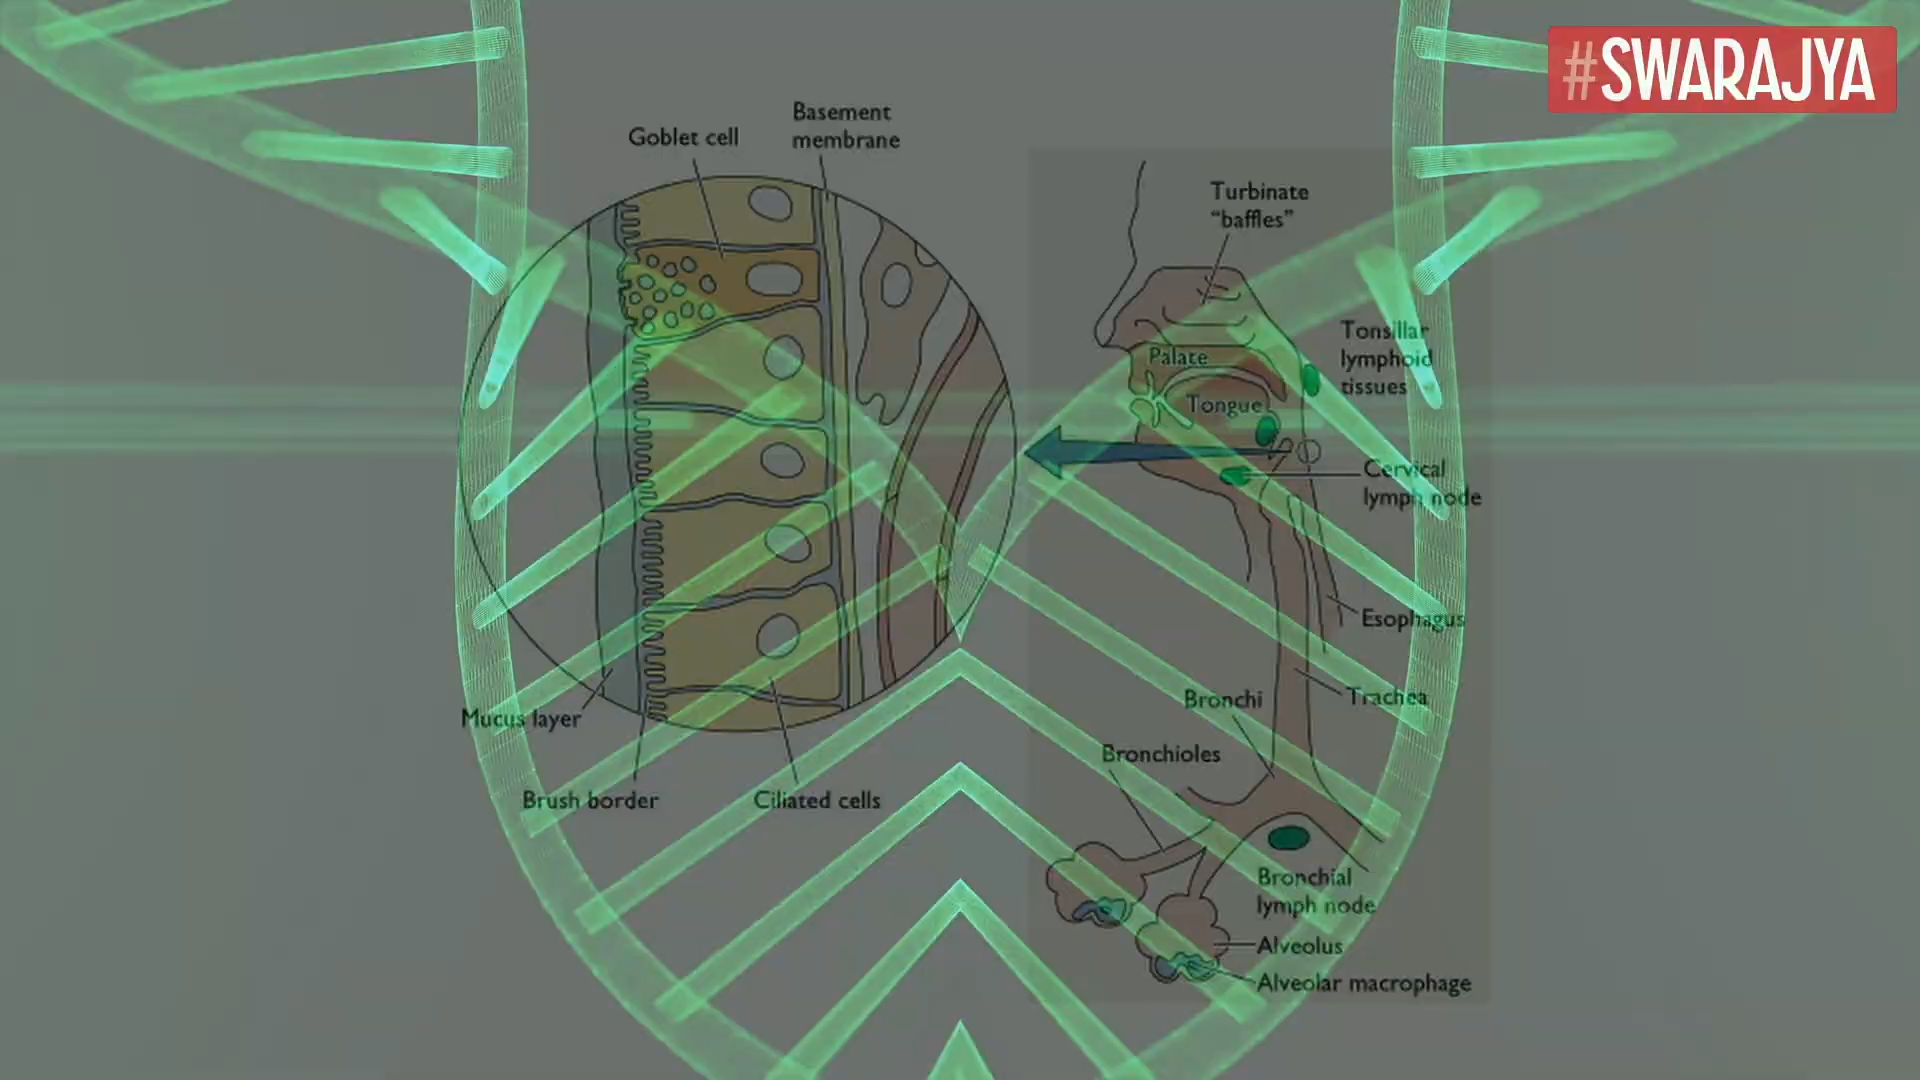 #SWARAJYA
Basement
membrane
Goblet cell
Turbinate
“baffles”
Tonsillar
lymphoid
tissues
Palate
Tongue
Cervical
lymph node
Esophagus
Trachea
Bronchi
Mucus layer
Bronchioles
Brush border
Ciliated cells
Bronchial
lymph node
Alveolus
Alveolar macrophage